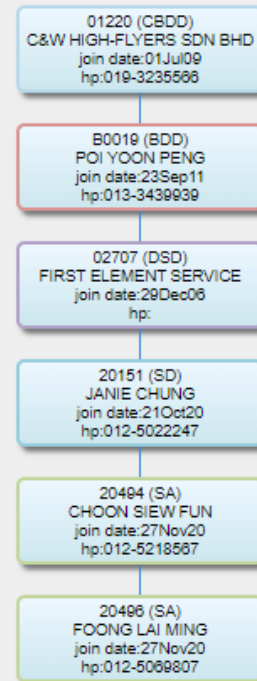 01220 (CBDD)
C&W HIGH-FLYERS SDN BHD
join date:01Jul09
hp:019-3235566
B0019 (BDD)
POI YOON PENG
join date:23Sep11
hp:013-3439939
02707 (DSD)
FIRST ELEMENT SERVICE
join date:29Dec06
hp:
20151 (SD)
JANIE CHUNG
join date:21Oct20
hp:012-5022247
20494 (SA)
CHOON SIEW FUN
join date:27Nov20
hp:012-5218567
20496 (SA)
FOONG LAI MING
join date:27Nov20
hp:012-5069807